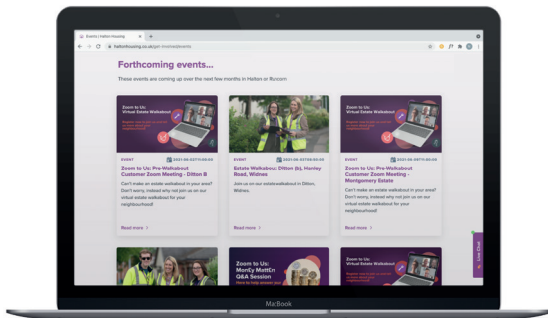 Events | Halton Housing
haltonhousing.co.uk/get-involved/events
Forthcoming events...
These events are coming up over the next few months in Halton or Runcorn
Zoom to Us:
Virtual Estate Walkabout
Zoom to Us:
Virtual Estate Walkabout
EVENT
EVENT
EVENT
Zoom to Us: Pre-Walkabout
Customer Zoom Meeting - Ditton B
Can't make an estate walkabout in your area?
Don't worry, instead why not join us on our
virtual estate walkabout for your
neighbourhood!
Read more >
Estate Walkabout: Ditton
Road, Widnes
Join us on our estatewalkabout in Ditton,
Widnes.
Read more >
Zoom to Us: Pre-Walkabout
Customer Zoom Meeting -
Montgomery Estate
Can't make an estate walkabout in your area?
Don't worry, instead why not join us on our
virtual estate walkabout for your
neighbourhood!
Read more >
Zoom to Us:
Q&A Session
Zoom to Us:
Virtual Estate Walkabout
Live Chat
MacBook